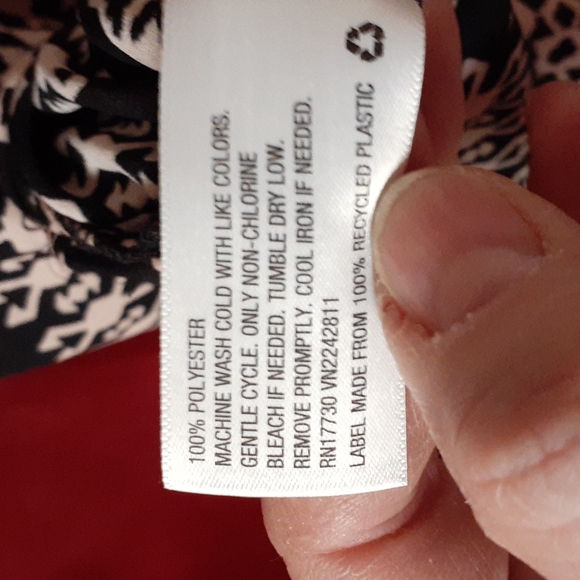 100% POLYESTER
MACHINE WASH COLD WITH LIKE COLORS.
GENTLE CYCLE. ONLY NON-CHLORINE
BLEACH IF NEEDED. TUMBLE DRY LOW.
REMOVE PROMPTLY. COOL IRON IF NEEDED.
RN17730 VN2242811
LABEL MADE FROM 100% RECYCLED PLASTIC